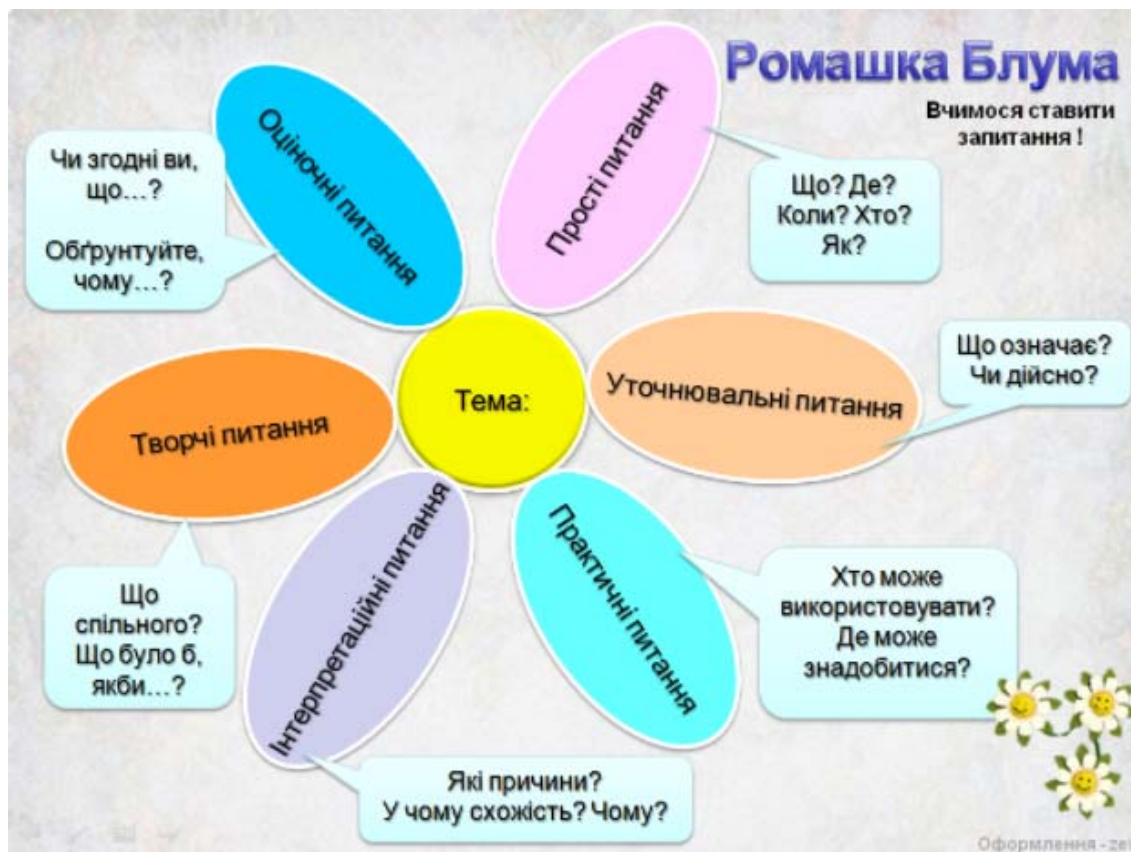 Ромашка Блума
Вчимося ставити
запитання !
Оціночні питання
Чи згодні ви,
що...?
Обґрунтуйте,
чому...?
Прості питання
Що? Де?
Коли? Хто?
Як?
Тема:
Уточнювальні питання
Що означає?
Чи дійсно?
Творчі питання
Що
спільного?
Що було б,
якби...?
Інтерпретаційні питання
Які причини?
У чому схожість? Чому?
Практичні питання
Хто може
використовувати?
Де може
знадобитися?
Оформлення -